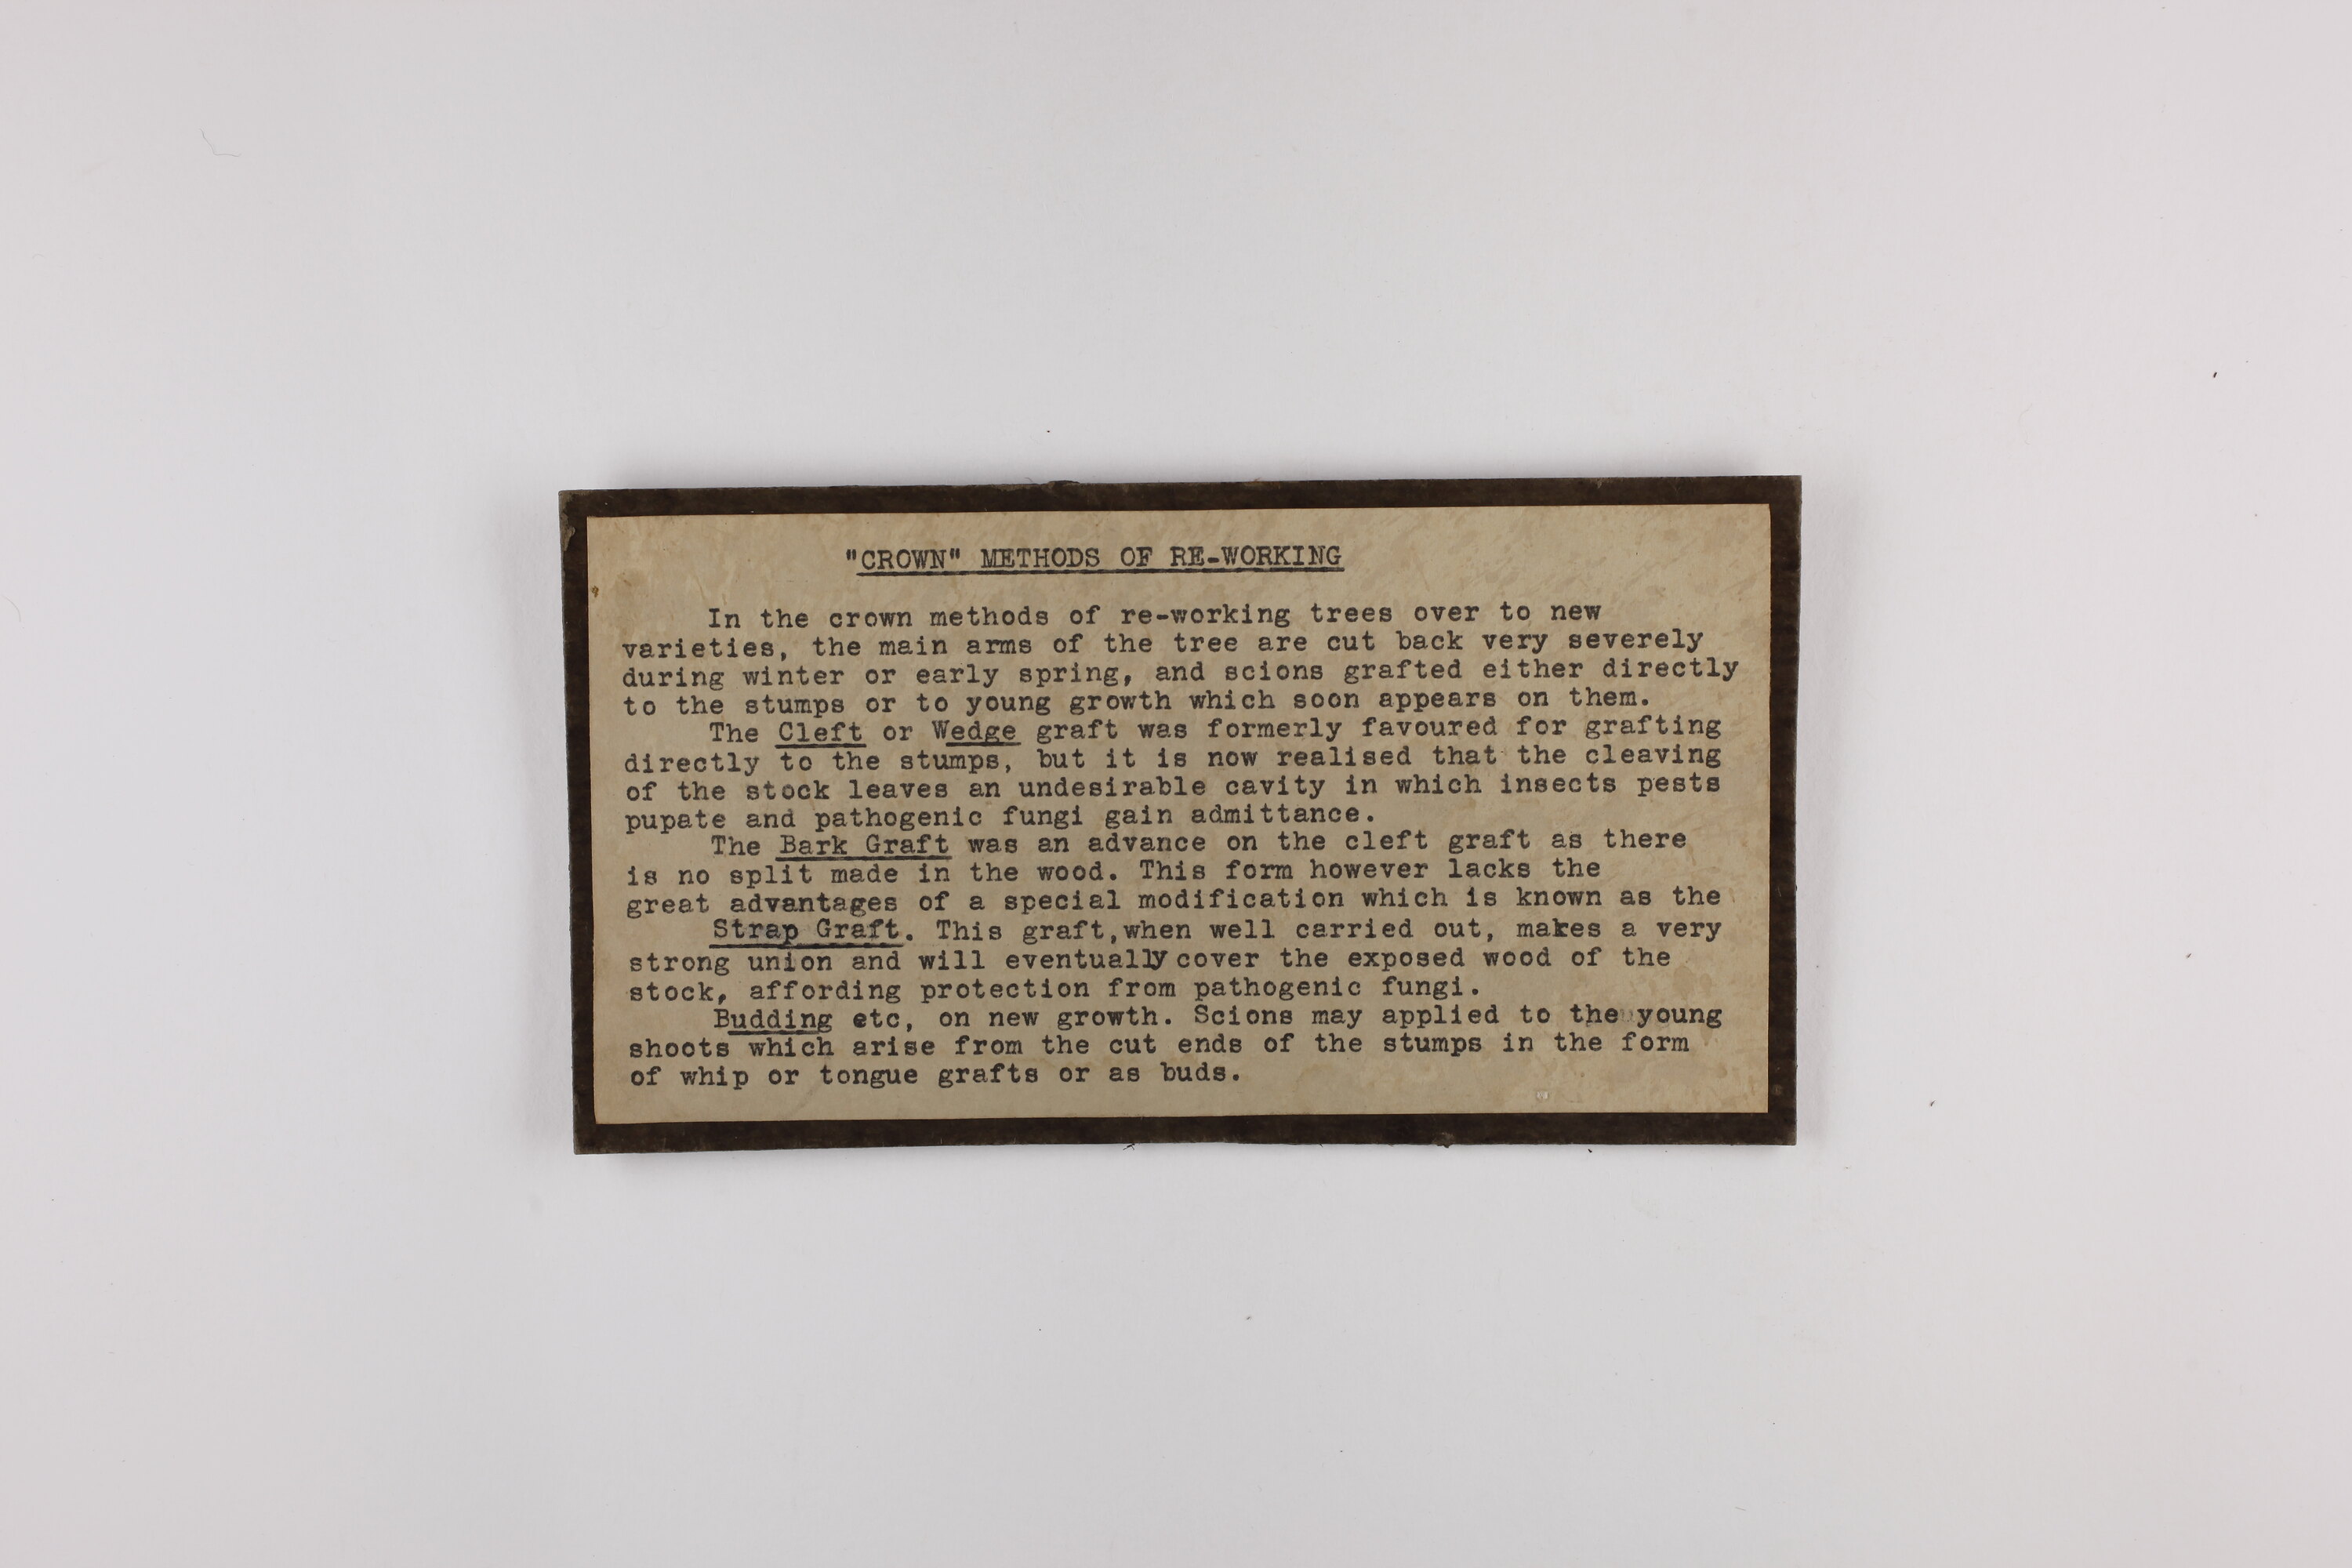 "CROWN" METHODS OF RE-WORKING
In the crown methods of re-working trees over to new
varieties, the main arms of the tree are cut back very severely
during winter or early spring, and scions grafted either directly
to the stumps or to young growth which soon appears on them.
The Cleft or Wedge graft was formerly favoured for grafting
directly to the stumps, but it is now realised that the cleaving
of the stock leaves an undesirable cavity in which insects pests
pupate and pathogenic fungi gain admittance.
The Bark Graft was an advance on the cleft graft as there
is no split made in the wood. This form however lacks the
great advantages of a special modification which is known as the
Strap Graft. This graft,when well carried out, makes a very
strong union and will eventually cover the exposed wood of the
stock, affording protection from pathogenic fungi.
Budding etc, on new growth. Scions may applied to the young
shoots which arise from the cut ends of the stumps in the form
of whip or tongue grafts or as buds.